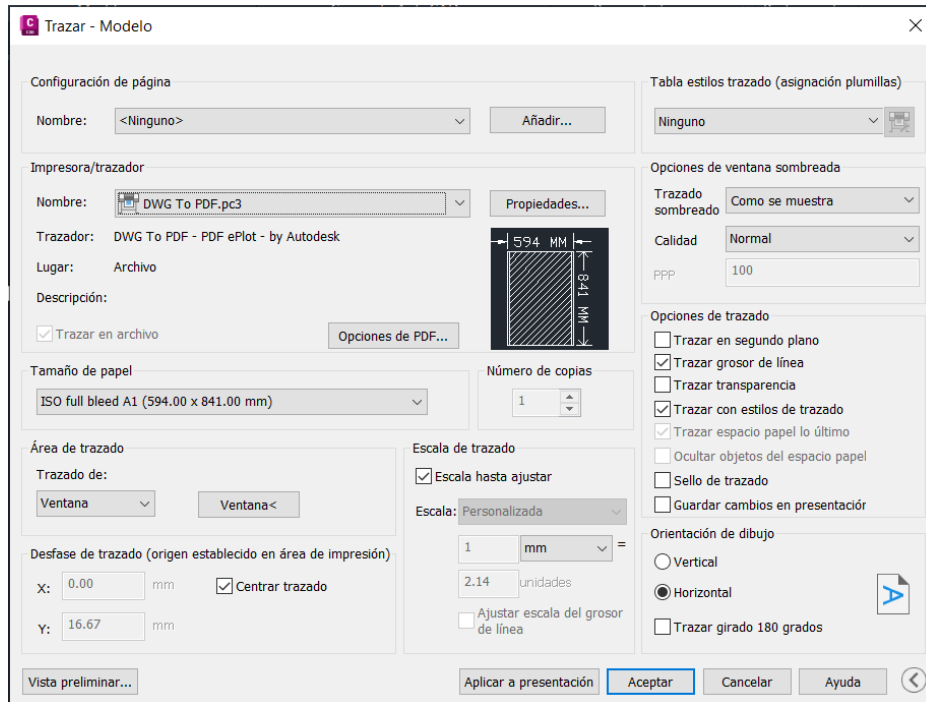 Trazar - Modelo
Configuración de página
Nombre: <Ninguno> Añadir...
Tabla estilos trazado (asignación plumillas)
Ninguno
Impresora/trazador
Nombre: DWG To PDF.pc3 Propiedades...
Trazador: DWG To PDF - PDF ePlot - by Autodesk
Lugar: Archivo
Descripción:
Trazar en archivo Opciones de PDF...
594 MM
841 MM
Opciones de ventana sombreada
Trazado sombreado Como se muestra
Calidad Normal
PPP 100
Tamaño de papel
ISO full bleed A1 (594.00 x 841.00 mm)
Número de copias
1
Opciones de trazado
Trazar en segundo plano
Trazar grosor de línea
Trazar transparencia
Trazar con estilos de trazado
Trazar espacio papel lo último
Ocultar objetos del espacio papel
Sello de trazado
Guardar cambios en presentación
Área de trazado
Trazado de:
Ventana Ventana<
Escala de trazado
Escala hasta ajustar
Escala: Personalizada
1 mm =
2.14 unidades
Ajustar escala del grosor
de línea
Desfase de trazado (origen establecido en área de impresión)
X: 0.00 mm Centrar trazado
Y: 16.67 mm
Orientación de dibujo
Vertical
Horizontal
A
Trazar girado 180 grados
Vista preliminar... Aplicar a presentación Aceptar Cancelar Ayuda